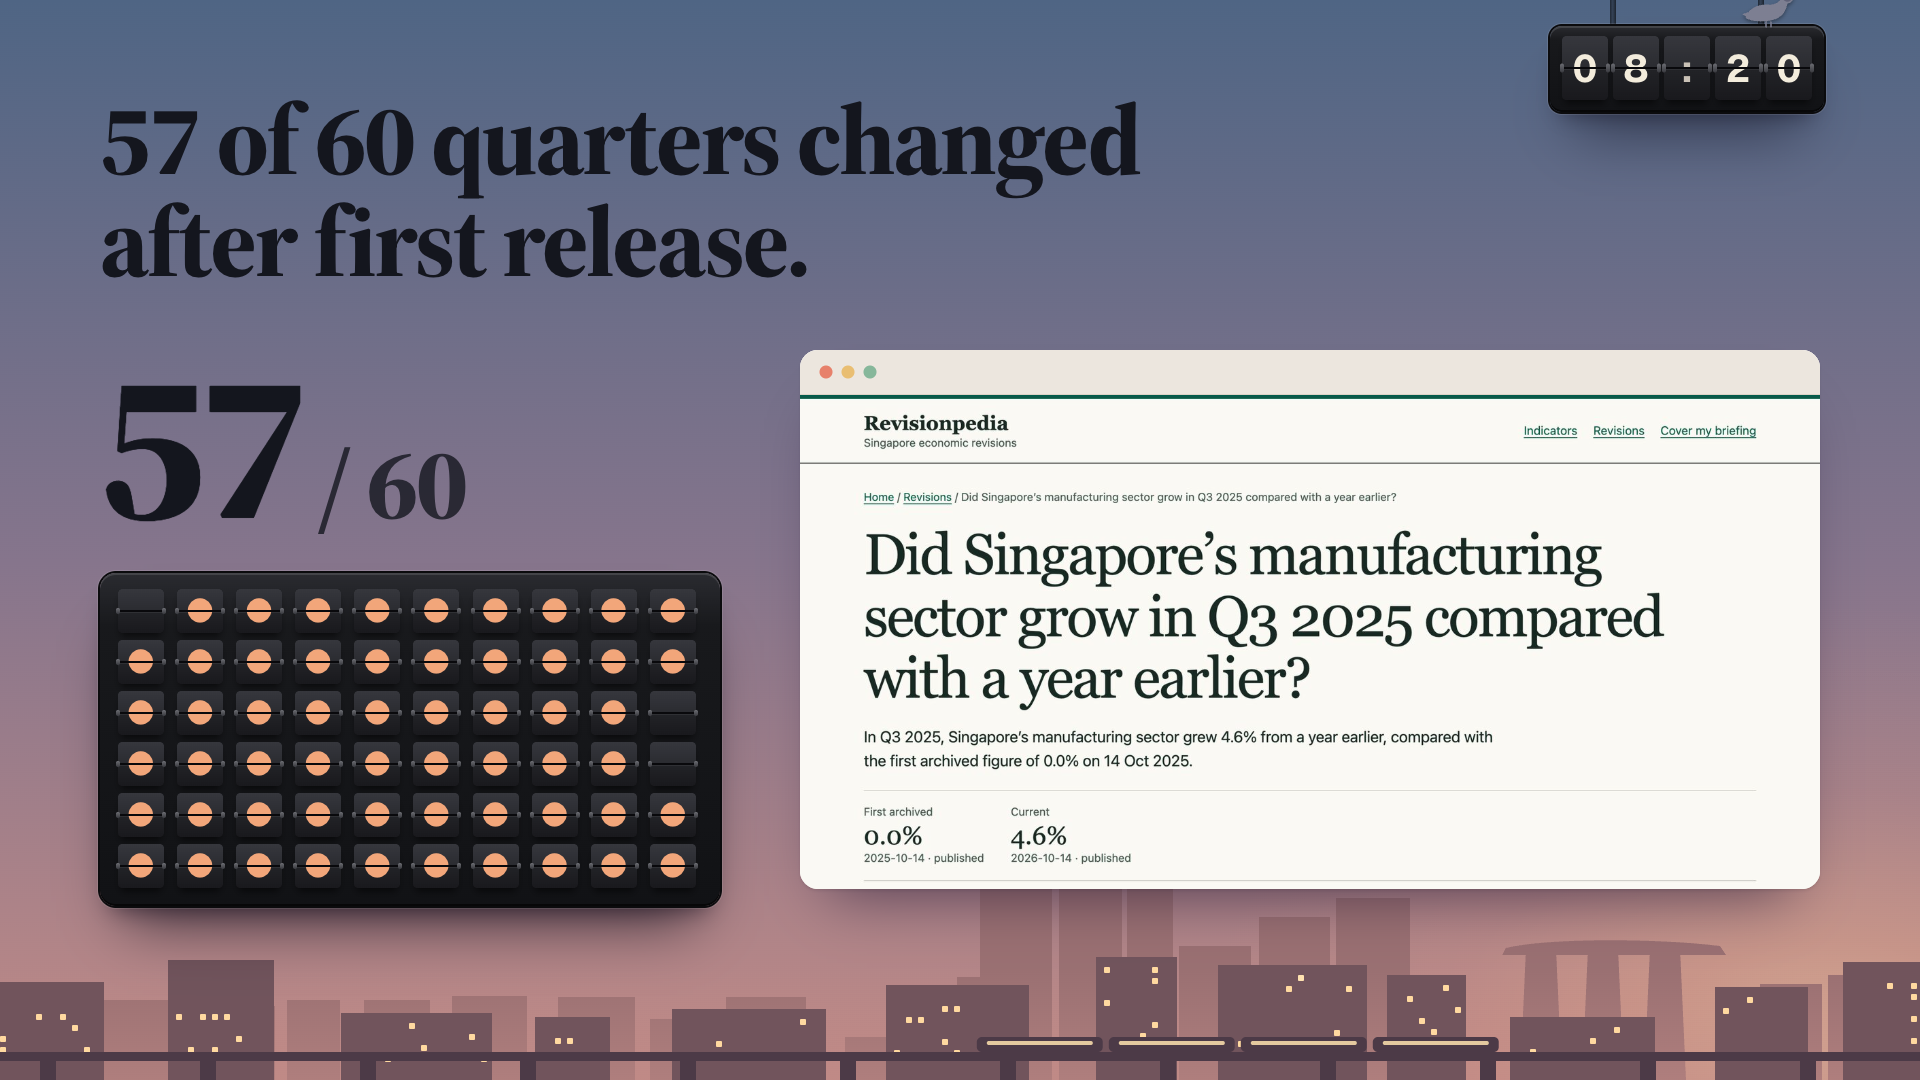 08:20
57 of 60 quarters changed
after first release.
57 / 60
Revisionpedia
Singapore economic revisions
Indicators Revisions Cover my briefing
Home / Revisions / Did Singapore's manufacturing sector grow in Q3 2025 compared with a year earlier?
Did Singapore's manufacturing
sector grow in Q3 2025 compared
with a year earlier?
In Q3 2025, Singapore's manufacturing sector grew 4.6% from a year earlier, compared with
the first archived figure of 0.0% on 14 Oct 2025.
First archived Current
0.0% 4.6%
2025-10-14 · published 2026-10-14 · published